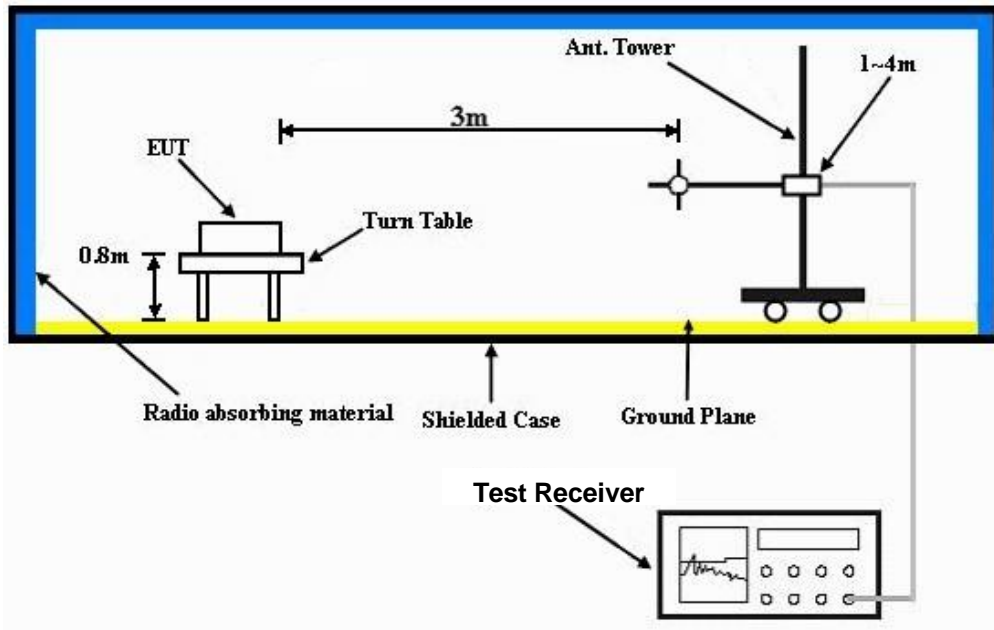 Ant. Tower
1~4m
3m
EUT
Turn Table
0.8m
Radio absorbing material
Shielded Case
Ground Plane
Test Receiver